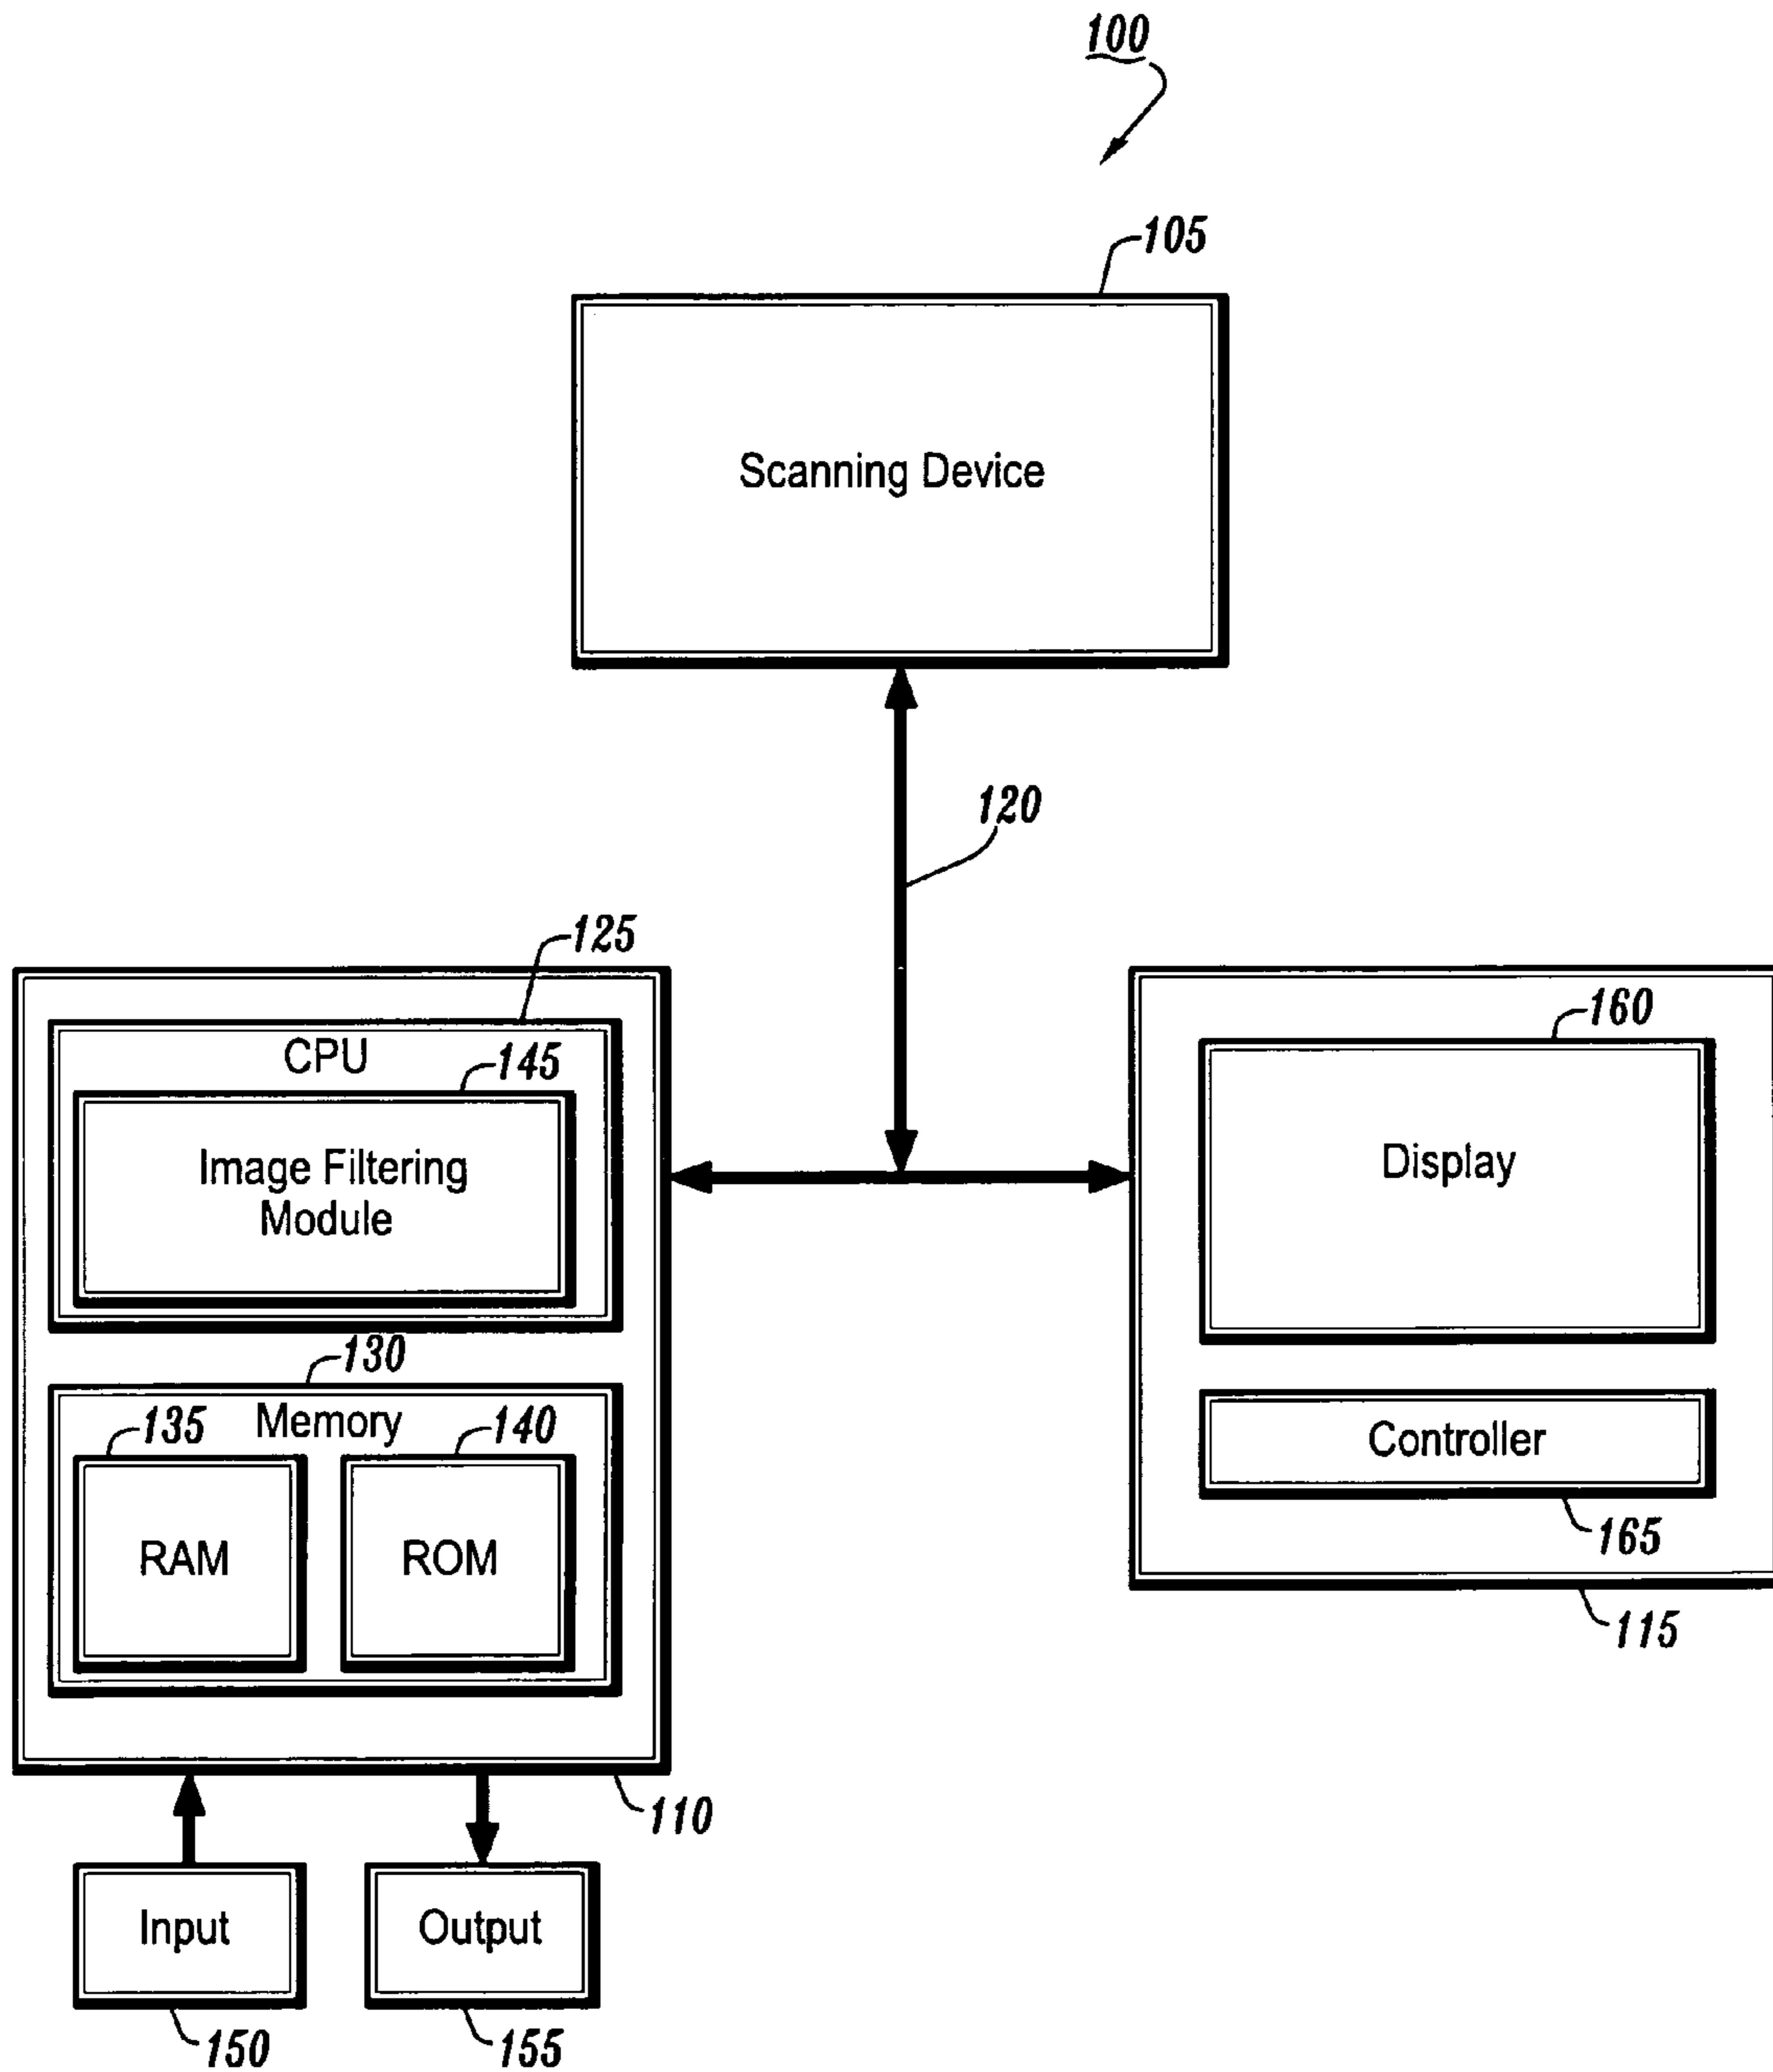 100
105
Scanning Device
120
125
CPU
145
Image Filtering
Module
130
Memory
135
140
RAM
ROM
110
Input
Output
150
155
160
Display
Controller
165
115